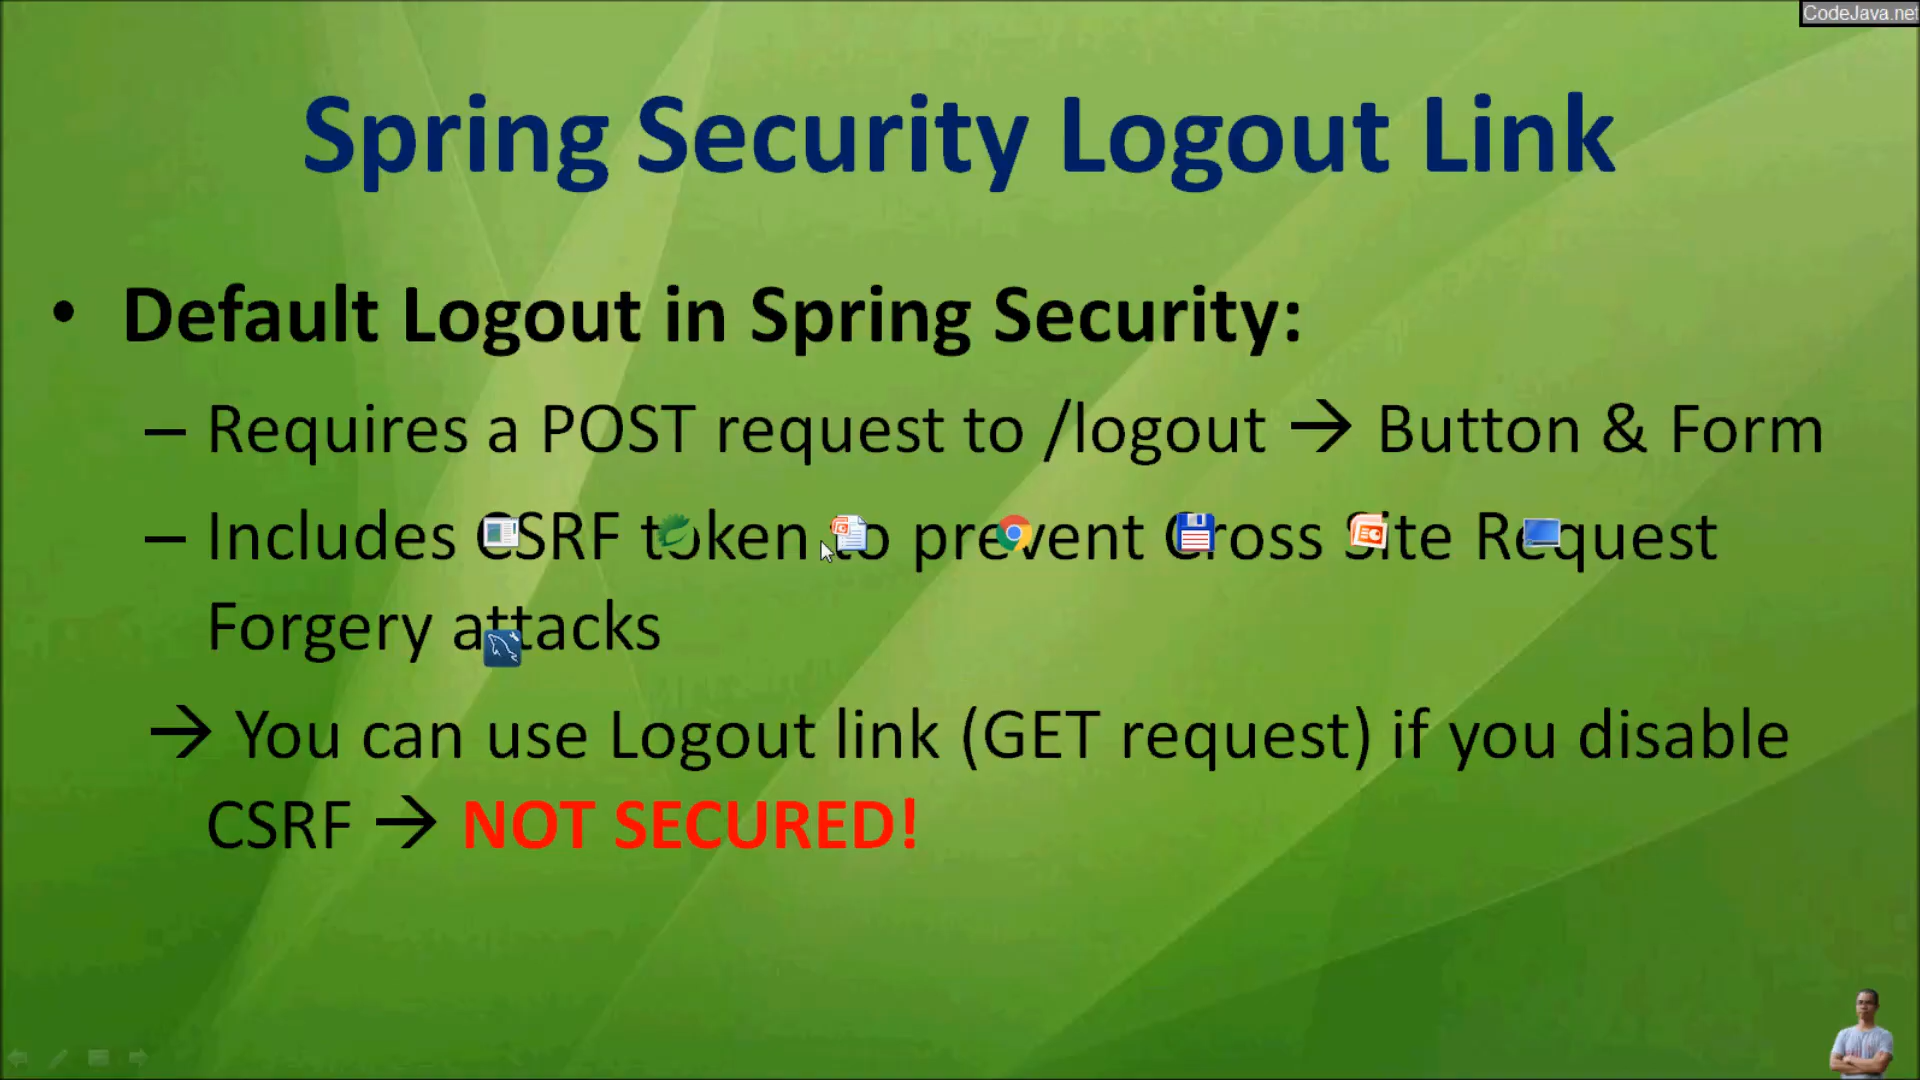 CodeJava.net
Spring Security Logout Link
• Default Logout in Spring Security:
– Requires a POST request to /logout → Button & Form
– Includes CSRF token to prevent Cross Site Request
Forgery attacks
→ You can use Logout link (GET request) if you disable
CSRF → NOT SECURED!